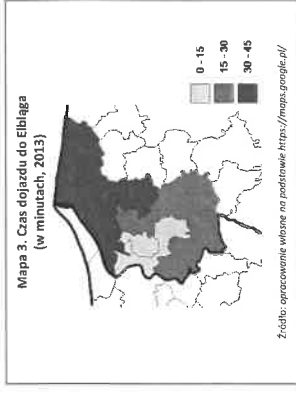 Mapa 3. Czas dojazdu do Elbląga
(w minutach, 2013)
0 - 15
15 - 30
30 - 45
Źródło: opracowanie własne na podstawie https://maps.google.pl/